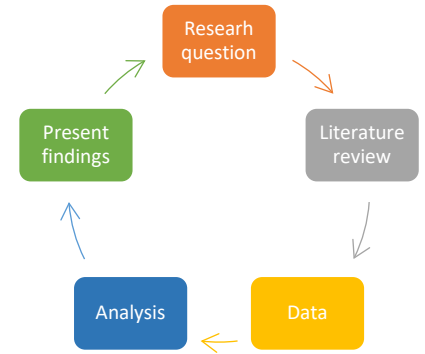 Researh
question
Literature
review
Data
Analysis
Present
findings